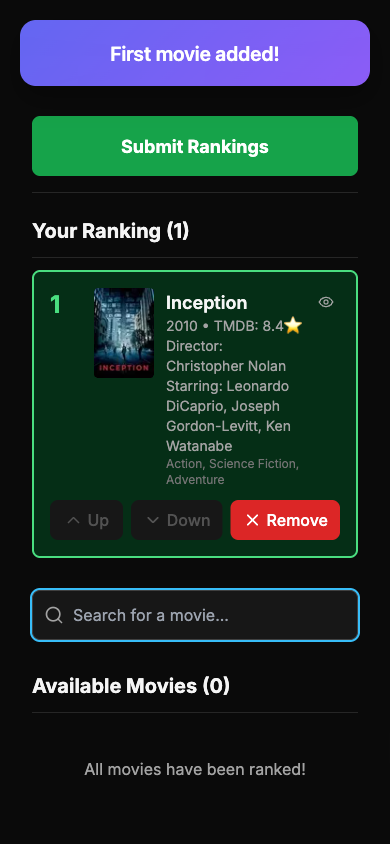 First movie added!
Submit Rankings
Your Ranking (1)
1
Inception
2010 • TMDB: 8.4⭐
Director:
Christopher Nolan
Starring: Leonardo
DiCaprio, Joseph
Gordon-Levitt, Ken
Watanabe
Action, Science Fiction,
Adventure
INCEPTION
Up
Down
Remove
Search for a movie...
Available Movies (0)
All movies have been ranked!